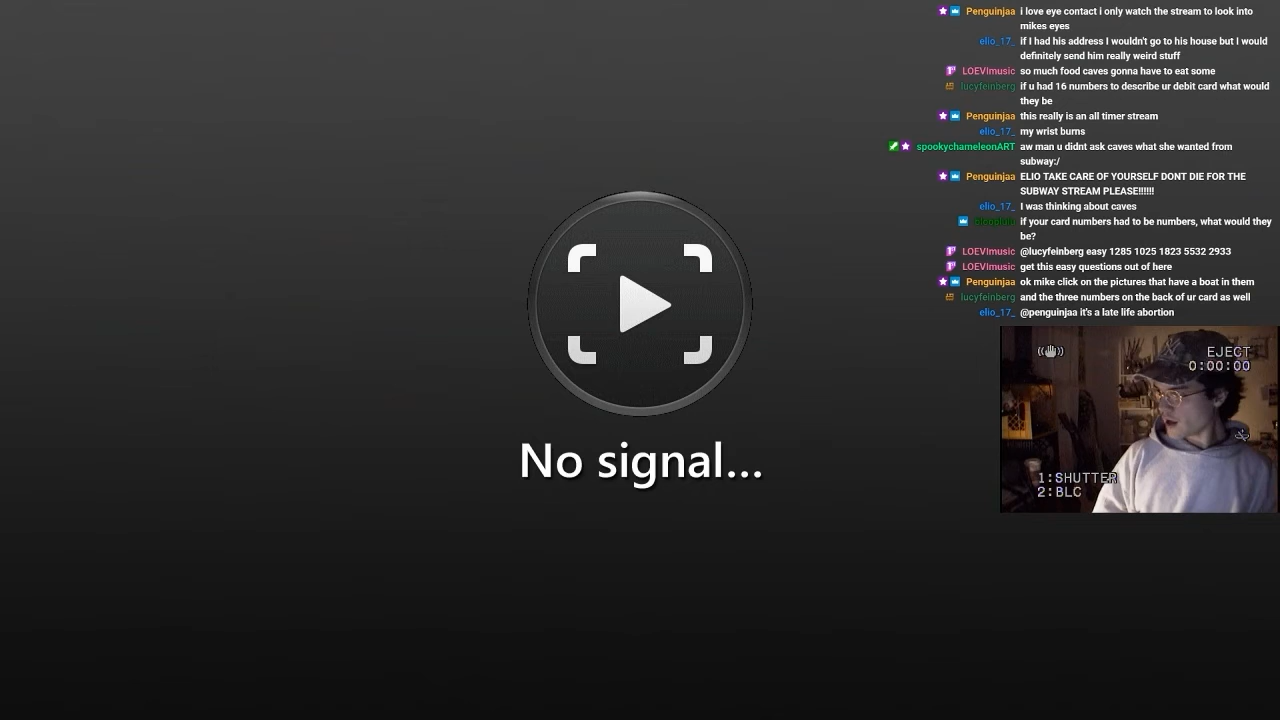 Penguinjaa i love eye contact i only watch the stream to look into
mikes eyes
elio_17_ if I had his address I wouldn't go to his house but I would
definitely send him really weird stuff
LOEVImusic so much food caves gonna have to eat some
lucyfeinberg if u had 16 numbers to describe ur debit card what would
they be
Penguinjaa this really is an all timer stream
elio_17_ my wrist burns
spookychameleonART aw man u didnt ask caves what she wanted from
subway:/
Penguinjaa ELIO TAKE CARE OF YOURSELF DONT DIE FOR THE
SUBWAY STREAM PLEASE!!!!!!
elio_17_ I was thinking about caves
if your card numbers had to be numbers, what would they
be?
LOEVImusic @lucyfeinberg easy 1285 1025 1823 5532 2933
LOEVImusic get this easy questions out of here
Penguinjaa ok mike click on the pictures that have a boat in them
lucyfeinberg and the three numbers on the back of ur card as well
elio_17_ @penguinjaa it's a late life abortion
EJECT
0:00:00
1:SHUTTER
2:BLC
No signal...